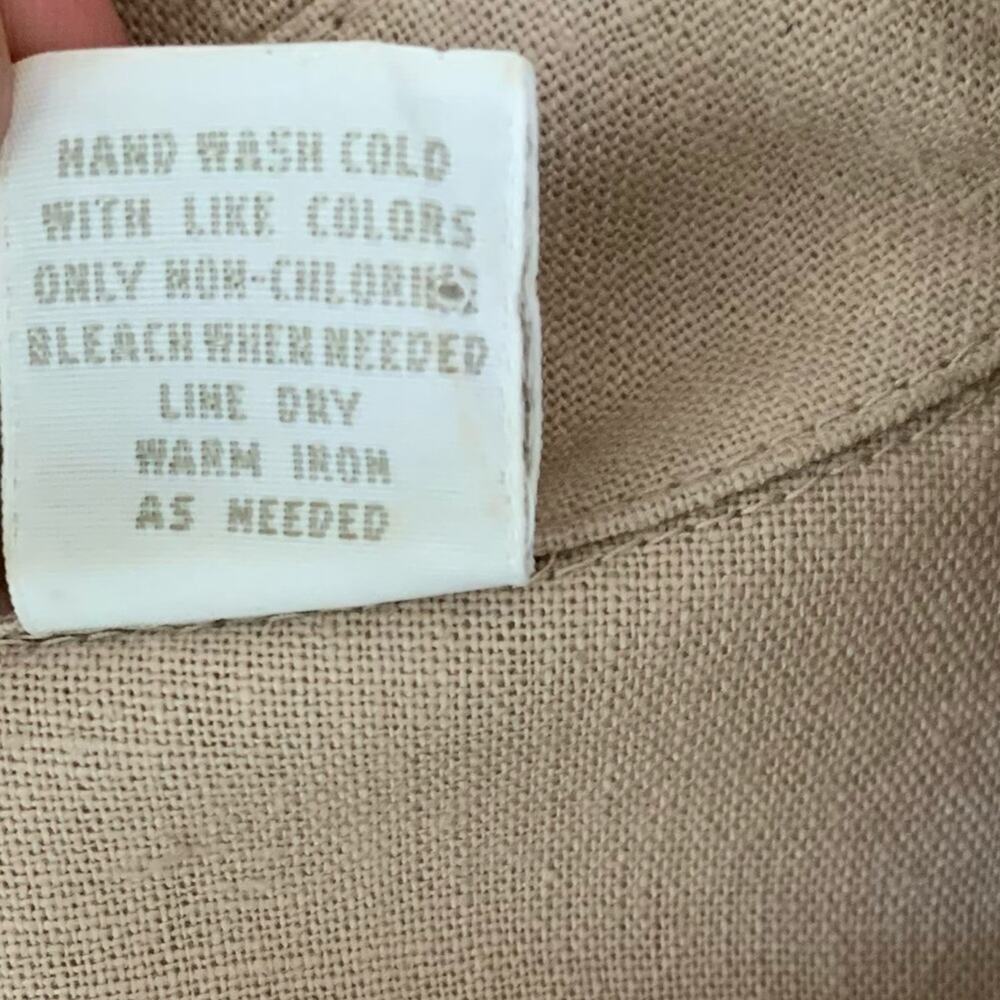 HAND WASH COLD
WITH LIKE COLORS
ONLY NON-CHLORINE
BLEACH WHEN NEEDED
LINE DRY
WARM IRON
AS NEEDED